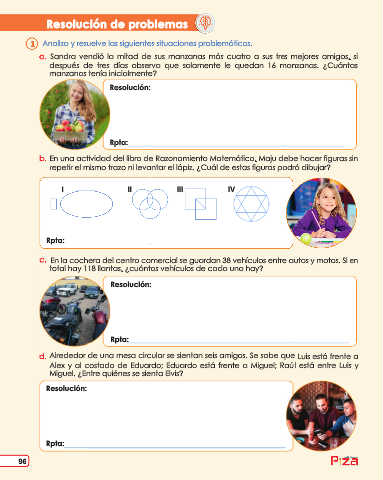 Resolución de problemas
1 Analizo y resuelve las siguientes situaciones problemáticas.
a. Sandra vendió la mitad de sus manzanas más cuatro a sus tres mejores amigas, si
después de tres días observo que solamente le quedan 16 manzanas. ¿Cuántas
manzanas tenía inicialmente?
Resolución:
Rpta:
b. En una actividad del libro de Razonamiento Matemático, Maju debe hacer figuras sin
repetir el mismo trazo ni levantar el lápiz. ¿Cuál de estas figuras podrá dibujar?
I II III IV
Rpta:
c. En la cochera del centro comercial se guardan 38 vehículos entre autos y motos. Si en
total hay 118 llantas, ¿cuántos vehículos de cada uno hay?
Resolución:
Rpta:
d. Alrededor de una mesa circular se sientan seis amigos. Se sabe que Luis está frente a
Alex y al costado de Eduardo; Eduardo está frente a Miguel; Raúl está entre Luis y
Miguel. ¿Entre quiénes se sienta Elvis?
Resolución:
Rpta:
96